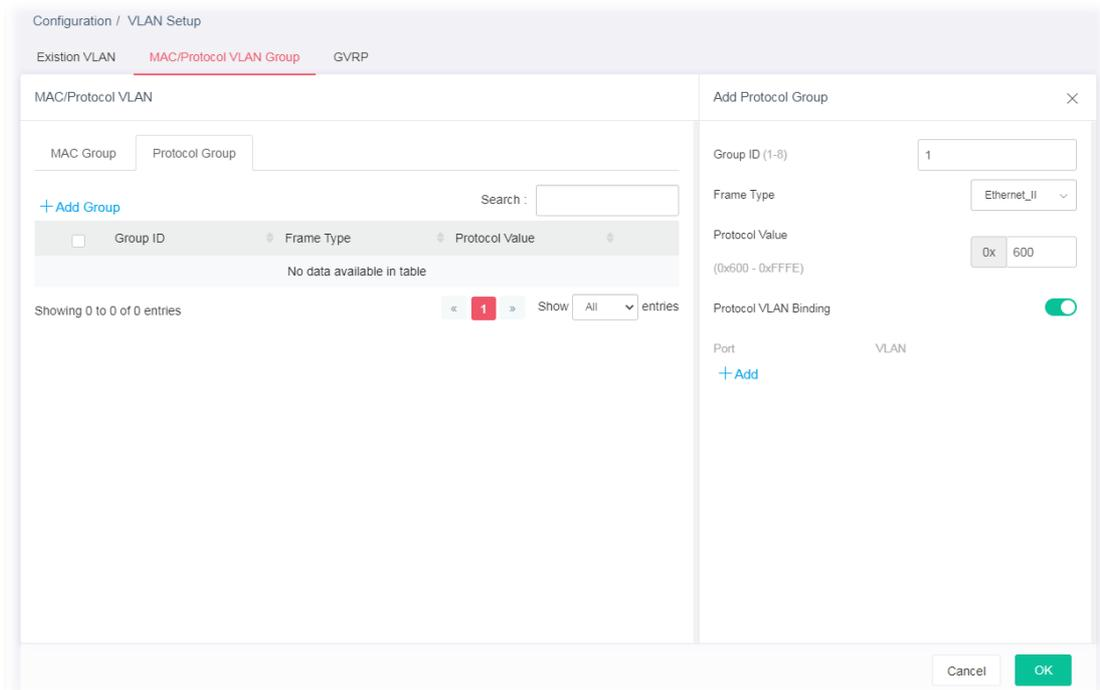 Configuration / VLAN Setup
Existion VLAN MAC/Protocol VLAN Group GVRP
MAC/Protocol VLAN
MAC Group Protocol Group
+ Add Group Search :
Group ID Frame Type Protocol Value
No data available in table
Showing 0 to 0 of 0 entries « 1 » Show All entries
Add Protocol Group ×
Group ID (1-8) 1
Frame Type Ethernet_II
Protocol Value
(0x600 - 0xFFFE) 0x 600
Protocol VLAN Binding
Port VLAN
+ Add
Cancel OK